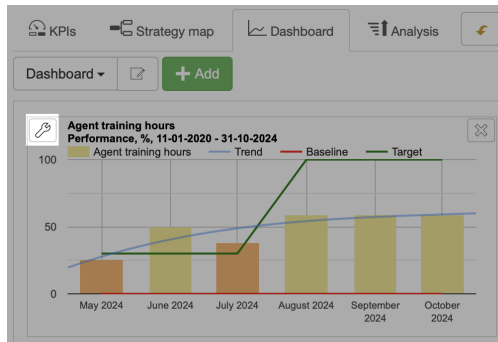 KPIs Strategy map Dashboard Analysis
Dashboard Add
Agent training hours
Performance, %, 11-01-2020 - 31-10-2024
Agent training hours Trend Baseline Target
100
50
0
May 2024 June 2024 July 2024 August 2024 September 2024 October 2024